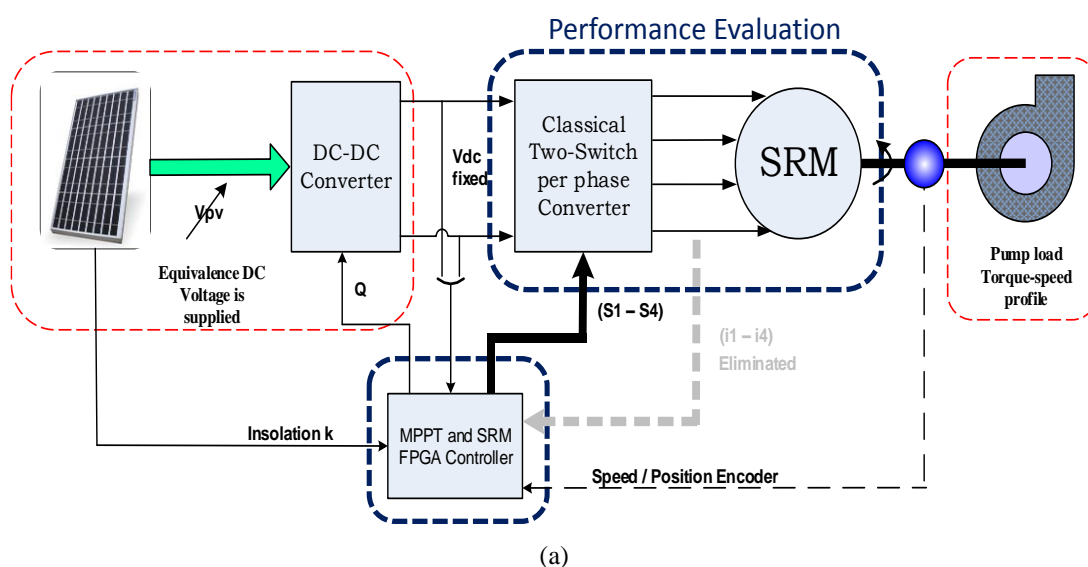 Performance Evaluation
DC-DC
Converter
Vpv
Equivalence DC
Voltage is
supplied
Vdc
fixed
Q
Classical
Two-Switch
per phase
Converter
SRM
Pump load
Torque-speed
profile
(S1 – S4)
(i1 – i4)
Eliminated
MPPT and SRM
FPGA Controller
Insolation k
Speed / Position Encoder
(a)